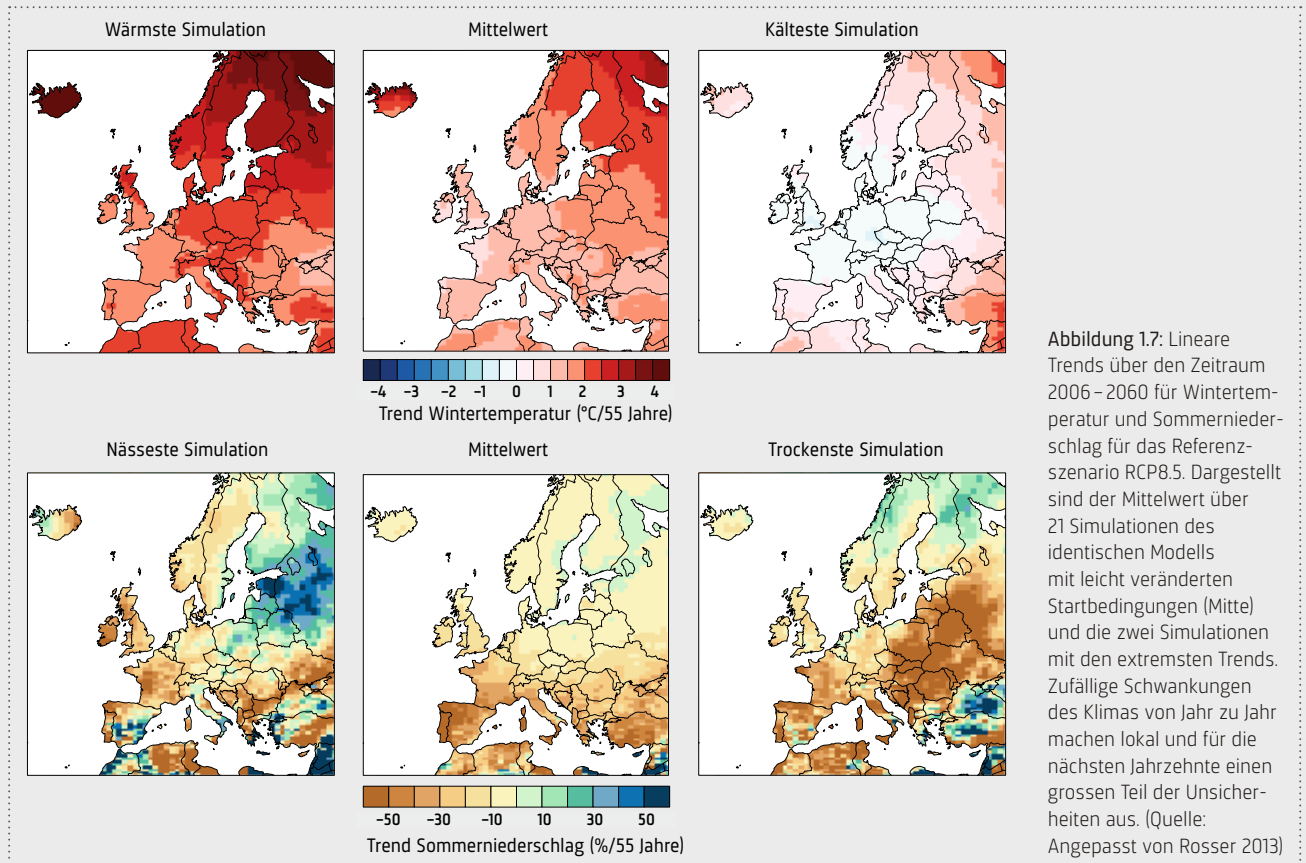 Wärmste Simulation
Mittelwert
Kälteste Simulation
−4 −3 −2 −1 0 1 2 3 4
Trend Wintertemperatur (°C/55 Jahre)
Nässeste Simulation
Mittelwert
Trockenste Simulation
−50 −30 −10 10 30 50
Trend Sommerniederschlag (%/55 Jahre)
Abbildung 1.7: Lineare
Trends über den Zeitraum
2006–2060 für Wintertem-
peratur und Sommernieder-
schlag für das Referenz-
szenario RCP8.5. Dargestellt
sind der Mittelwert über
21 Simulationen des
identischen Modells
mit leicht veränderten
Startbedingungen (Mitte)
und die zwei Simulationen
mit den extremsten Trends.
Zufällige Schwankungen
des Klimas von Jahr zu Jahr
machen lokal und für die
nächsten Jahrzehnte einen
grossen Teil der Unsicher-
heiten aus. (Quelle:
Angepasst von Rosser 2013)